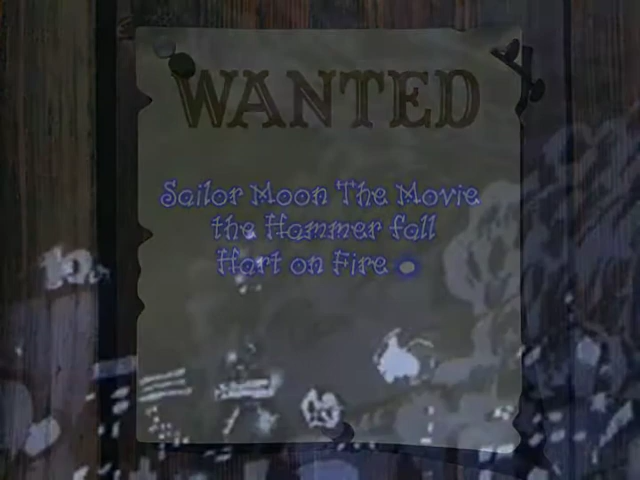 WANTED
Sailor Moon The Movie
the Hammer fall
Hart on Fire